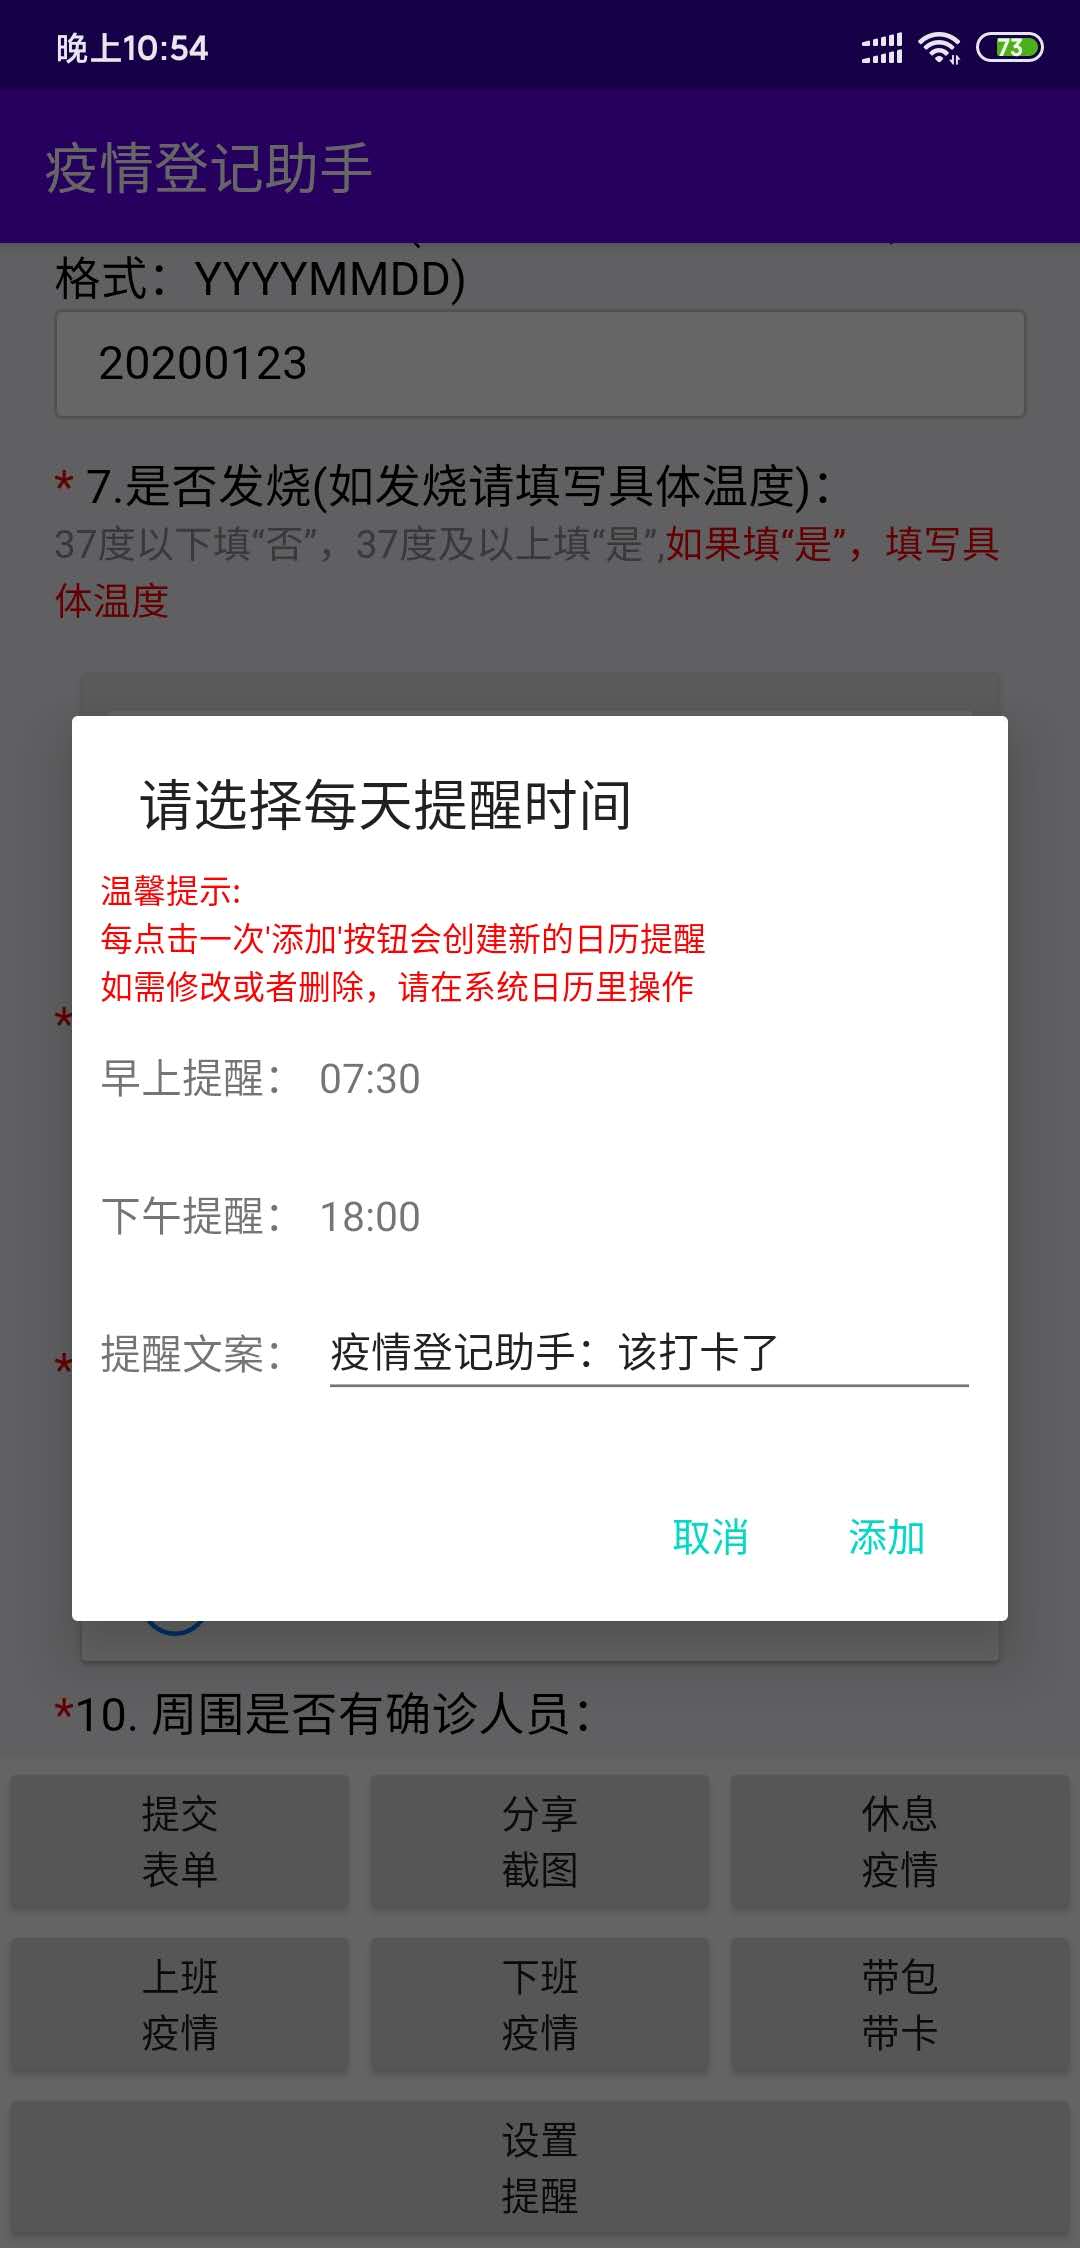 晚上10:54
73
疫情登记助手
格式：YYYYMMDD)
20200123
* 7.是否发烧(如发烧请填写具体温度)：
37度以下填“否”，37度及以上填“是”,如果填“是”，填写具
体温度
请选择每天提醒时间
温馨提示:
每点击一次'添加'按钮会创建新的日历提醒
如需修改或者删除，请在系统日历里操作
*
早上提醒： 07:30
下午提醒： 18:00
* 提醒文案： 疫情登记助手：该打卡了
取消 添加
*10. 周围是否有确诊人员：
提交 分享 休息
表单 截图 疫情
上班 下班 带包
疫情 疫情 带卡
设置
提醒